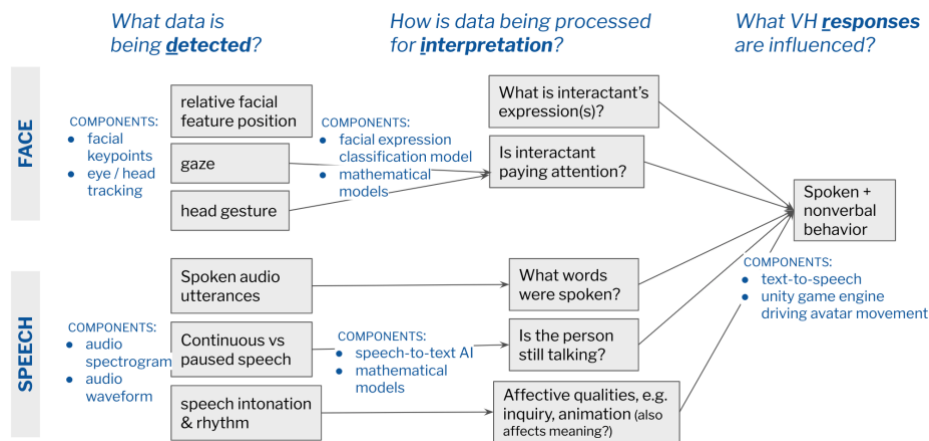 What data is
being detected?
How is data being processed
for interpretation?
What VH responses
are influenced?
FACE
COMPONENTS:
● facial
keypoints
● eye / head
tracking
relative facial
feature position
gaze
head gesture
COMPONENTS:
● facial expression
classification model
● mathematical
models
What is interactant's
expression(s)?
Is interactant
paying attention?
Spoken +
nonverbal
behavior
COMPONENTS:
● text-to-speech
● unity game engine
driving avatar movement
SPEECH
COMPONENTS:
● audio
spectrogram
● audio
waveform
Spoken audio
utterances
Continuous vs
paused speech
speech intonation
& rhythm
COMPONENTS:
● speech-to-text AI
● mathematical
models
What words
were spoken?
Is the person
still talking?
Affective qualities, e.g.
inquiry, animation (also
affects meaning?)